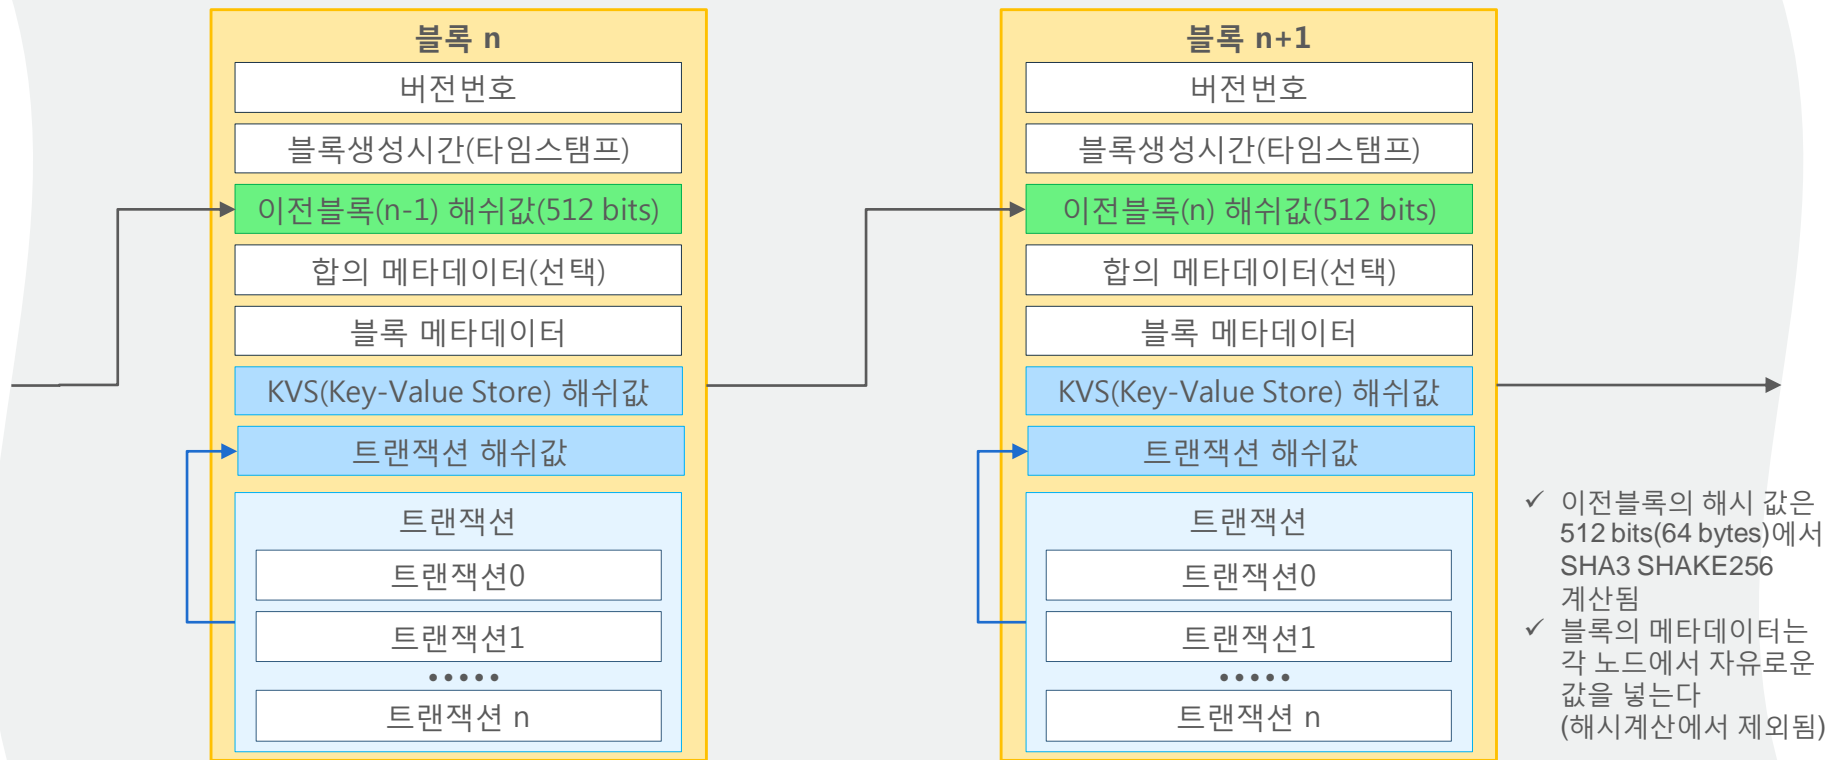 블록 n
버전번호
블록생성시간(타임스탬프)
이전블록(n-1) 해쉬값(512 bits)
합의 메타데이터(선택)
블록 메타데이터
KVS(Key-Value Store) 해쉬값
트랜잭션 해쉬값
트랜잭션
트랜잭션0
트랜잭션1
•••••
트랜잭션 n
블록 n+1
버전번호
블록생성시간(타임스탬프)
이전블록(n) 해쉬값(512 bits)
합의 메타데이터(선택)
블록 메타데이터
KVS(Key-Value Store) 해쉬값
트랜잭션 해쉬값
트랜잭션
트랜잭션0
트랜잭션1
•••••
트랜잭션 n
✓ 이전블록의 해시 값은
512 bits(64 bytes)에서
SHA3 SHAKE256
계산됨
✓ 블록의 메타데이터는
각 노드에서 자유로운
값을 넣는다
(해시계산에서 제외됨)